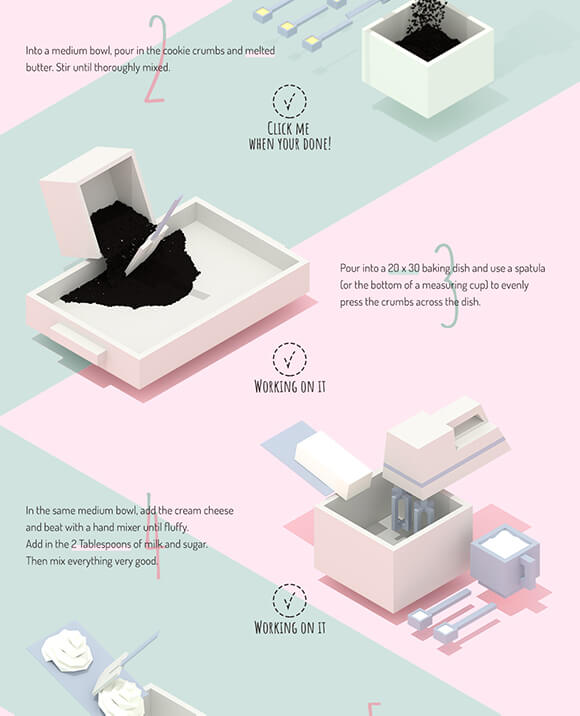 2
Into a medium bowl, pour in the cookie crumbs and melted
butter. Stir until thoroughly mixed.
CLICK ME
WHEN YOUR DONE!
3
Pour into a 20 x 30 baking dish and use a spatula
(or the bottom of a measuring cup) to evenly
press the crumbs across the dish.
WORKING ON IT
4
In the same medium bowl, add the cream cheese
and beat with a hand mixer until fluffy.
Add in the 2 Tablespoons of milk and sugar.
Then mix everything very good.
WORKING ON IT